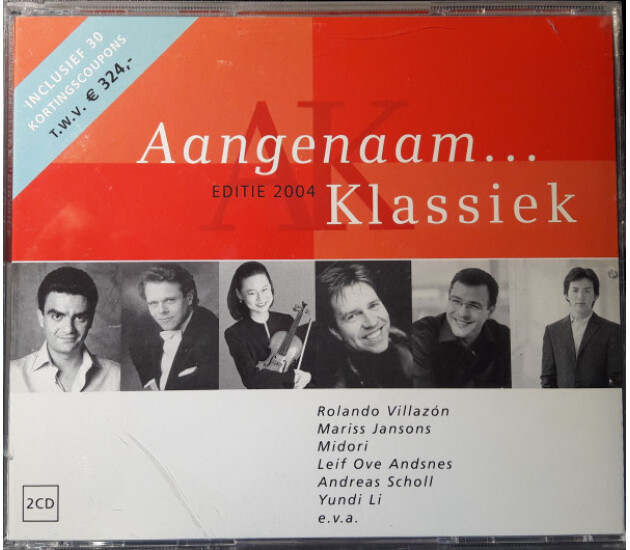 INCLUSIEF 30
KORTINGSCOUPONS
T.W.V. € 324,-
AK
Aangenaam...
EDITIE 2004
Klassiek
Rolando Villazón
Mariss Jansons
Midori
Leif Ove Andsnes
Andreas Scholl
Yundi Li
e.v.a.
2CD